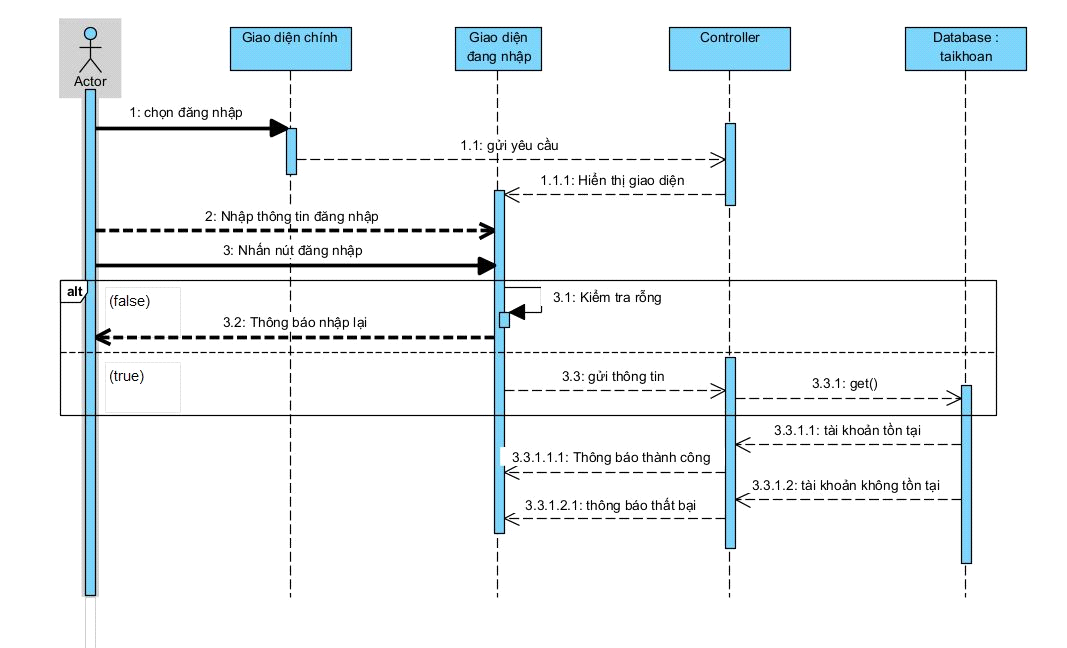 Actor
Giao diện chính
Giao diện
đang nhập
Controller
Database :
taikhoan
1: chọn đăng nhập
1.1: gửi yêu cầu
1.1.1: Hiển thị giao diện
2: Nhập thông tin đăng nhập
3: Nhấn nút đăng nhập
alt
(false)
3.1: Kiểm tra rỗng
3.2: Thông báo nhập lại
(true)
3.3: gửi thông tin
3.3.1: get()
3.3.1.1: tài khoản tồn tại
3.3.1.1.1: Thông báo thành công
3.3.1.2: tài khoản không tồn tại
3.3.1.2.1: thông báo thất bại